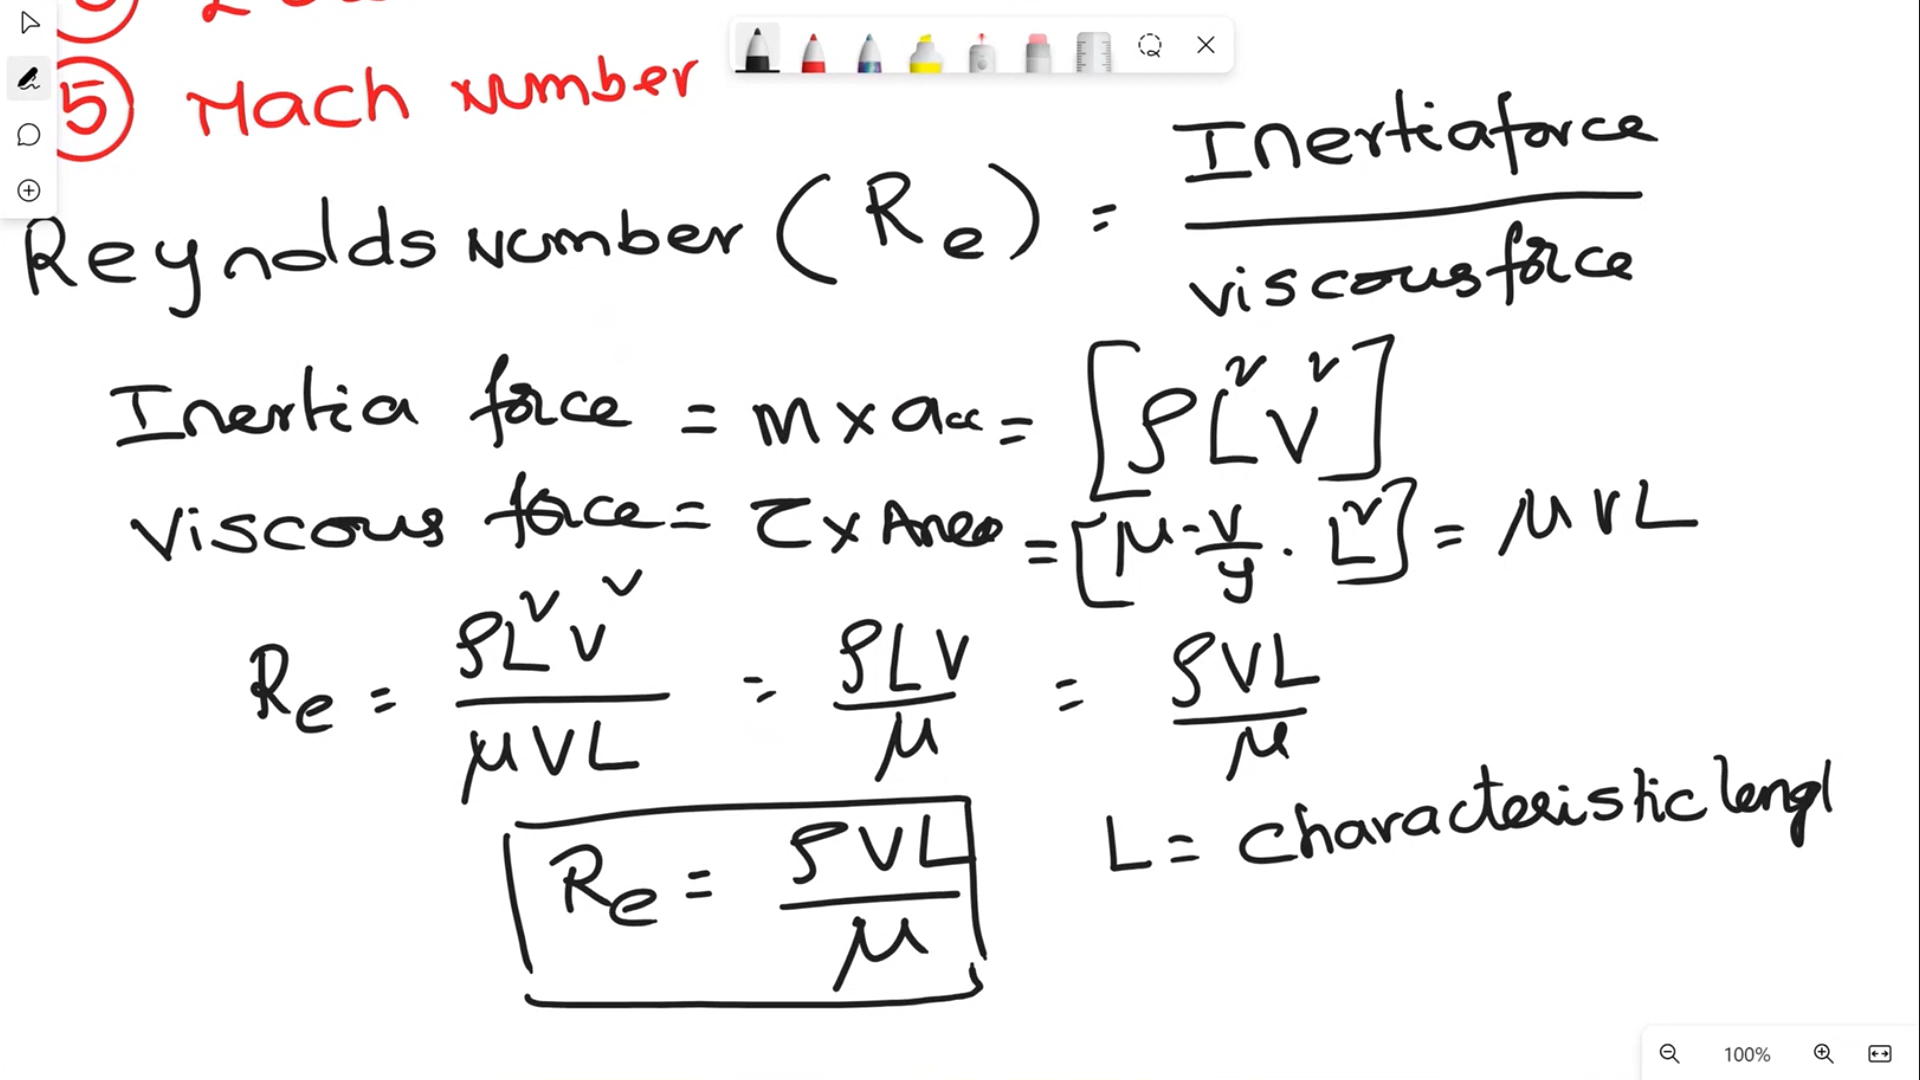 ⑤ Mach number
Reynolds Number (Re) = Inertia force / viscous force
Inertia force = m × acc = [ρL²V²]
Viscous force = τ × Area = [μ · v/y · L²] = μVL
Re = ρL²V² / μVL = ρLV / μ = ρVL / μ
L = characteristic lengt
Re = ρVL / μ
100%